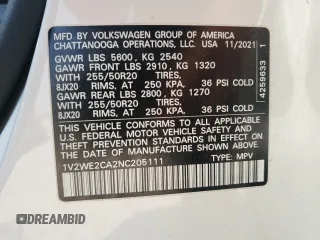 MFD BY VOLKSWAGEN GROUP OF AMERICA
CHATTANOOGA OPERATIONS, LLC. USA 11/2021
GVWR LBS 5600 , KG 2540
GAWR FRONT LBS 2910 , KG 1320
WITH 255/50R20 TIRES,
8JX20 RIMS, AT 250 KPA. 36 PSI COLD
GAWR REAR LBS 2800 , KG 1270
WITH 255/50R20 TIRES,
8JX20 RIMS, AT 250 KPA. 36 PSI COLD
THIS VEHICLE CONFORMS TO ALL APPLICABLE
U.S. FEDERAL MOTOR VEHICLE SAFETY,
BUMPER, AND THEFT PREVENTION STANDARDS
IN EFFECT ON THE DATE OF MANUFACTURE
SHOWN ABOVE.
1V2WE2CA2NC205111 TYPE: MPV
4259633 1
DREAMBID